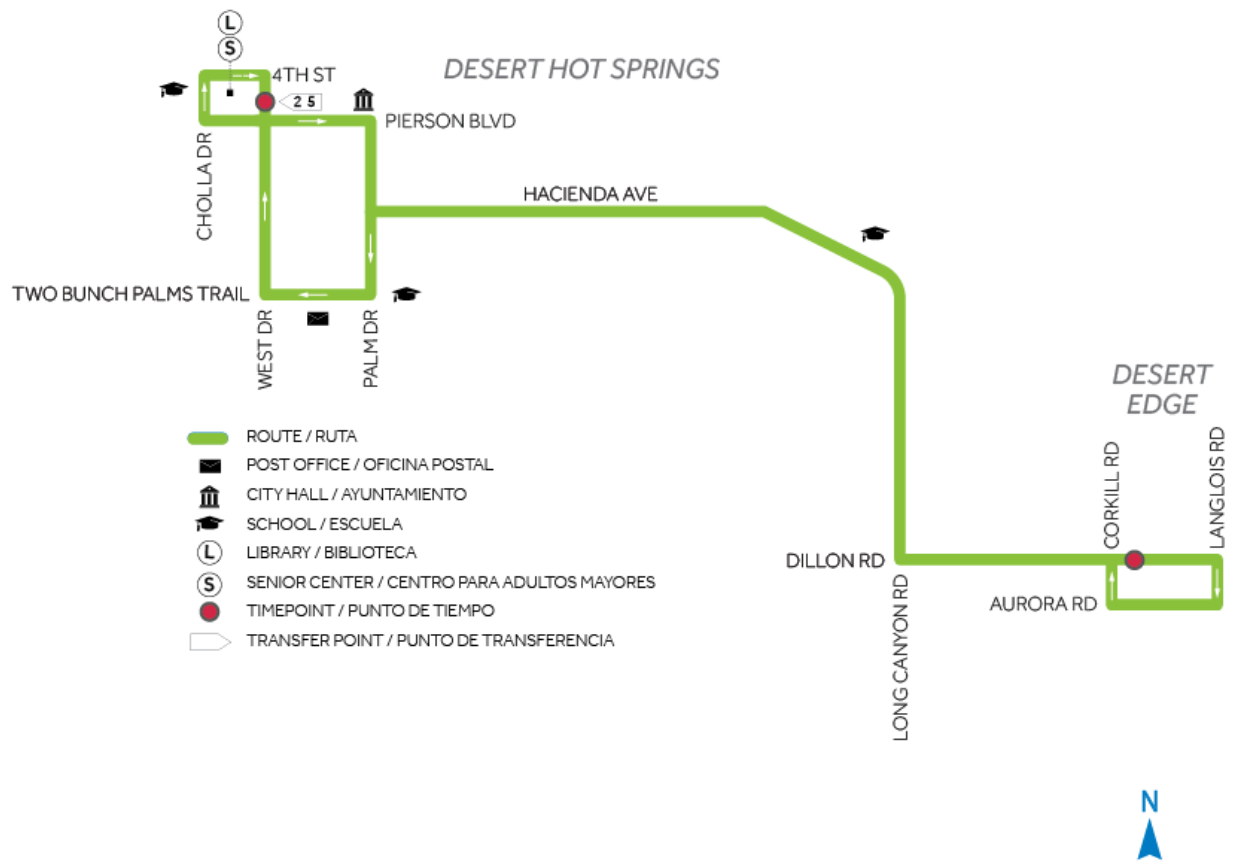 L
S
4TH ST
DESERT HOT SPRINGS
2 5
PIERSON BLVD
CHOLLA DR
HACIENDA AVE
TWO BUNCH PALMS TRAIL
WEST DR
PALM DR
DESERT
EDGE
ROUTE / RUTA
POST OFFICE / OFICINA POSTAL
CITY HALL / AYUNTAMIENTO
SCHOOL / ESCUELA
L LIBRARY / BIBLIOTECA
S SENIOR CENTER / CENTRO PARA ADULTOS MAYORES
TIMEPOINT / PUNTO DE TIEMPO
TRANSFER POINT / PUNTO DE TRANSFERENCIA
CORKILL RD
LANGLOIS RD
DILLON RD
AURORA RD
LONG CANYON RD
N